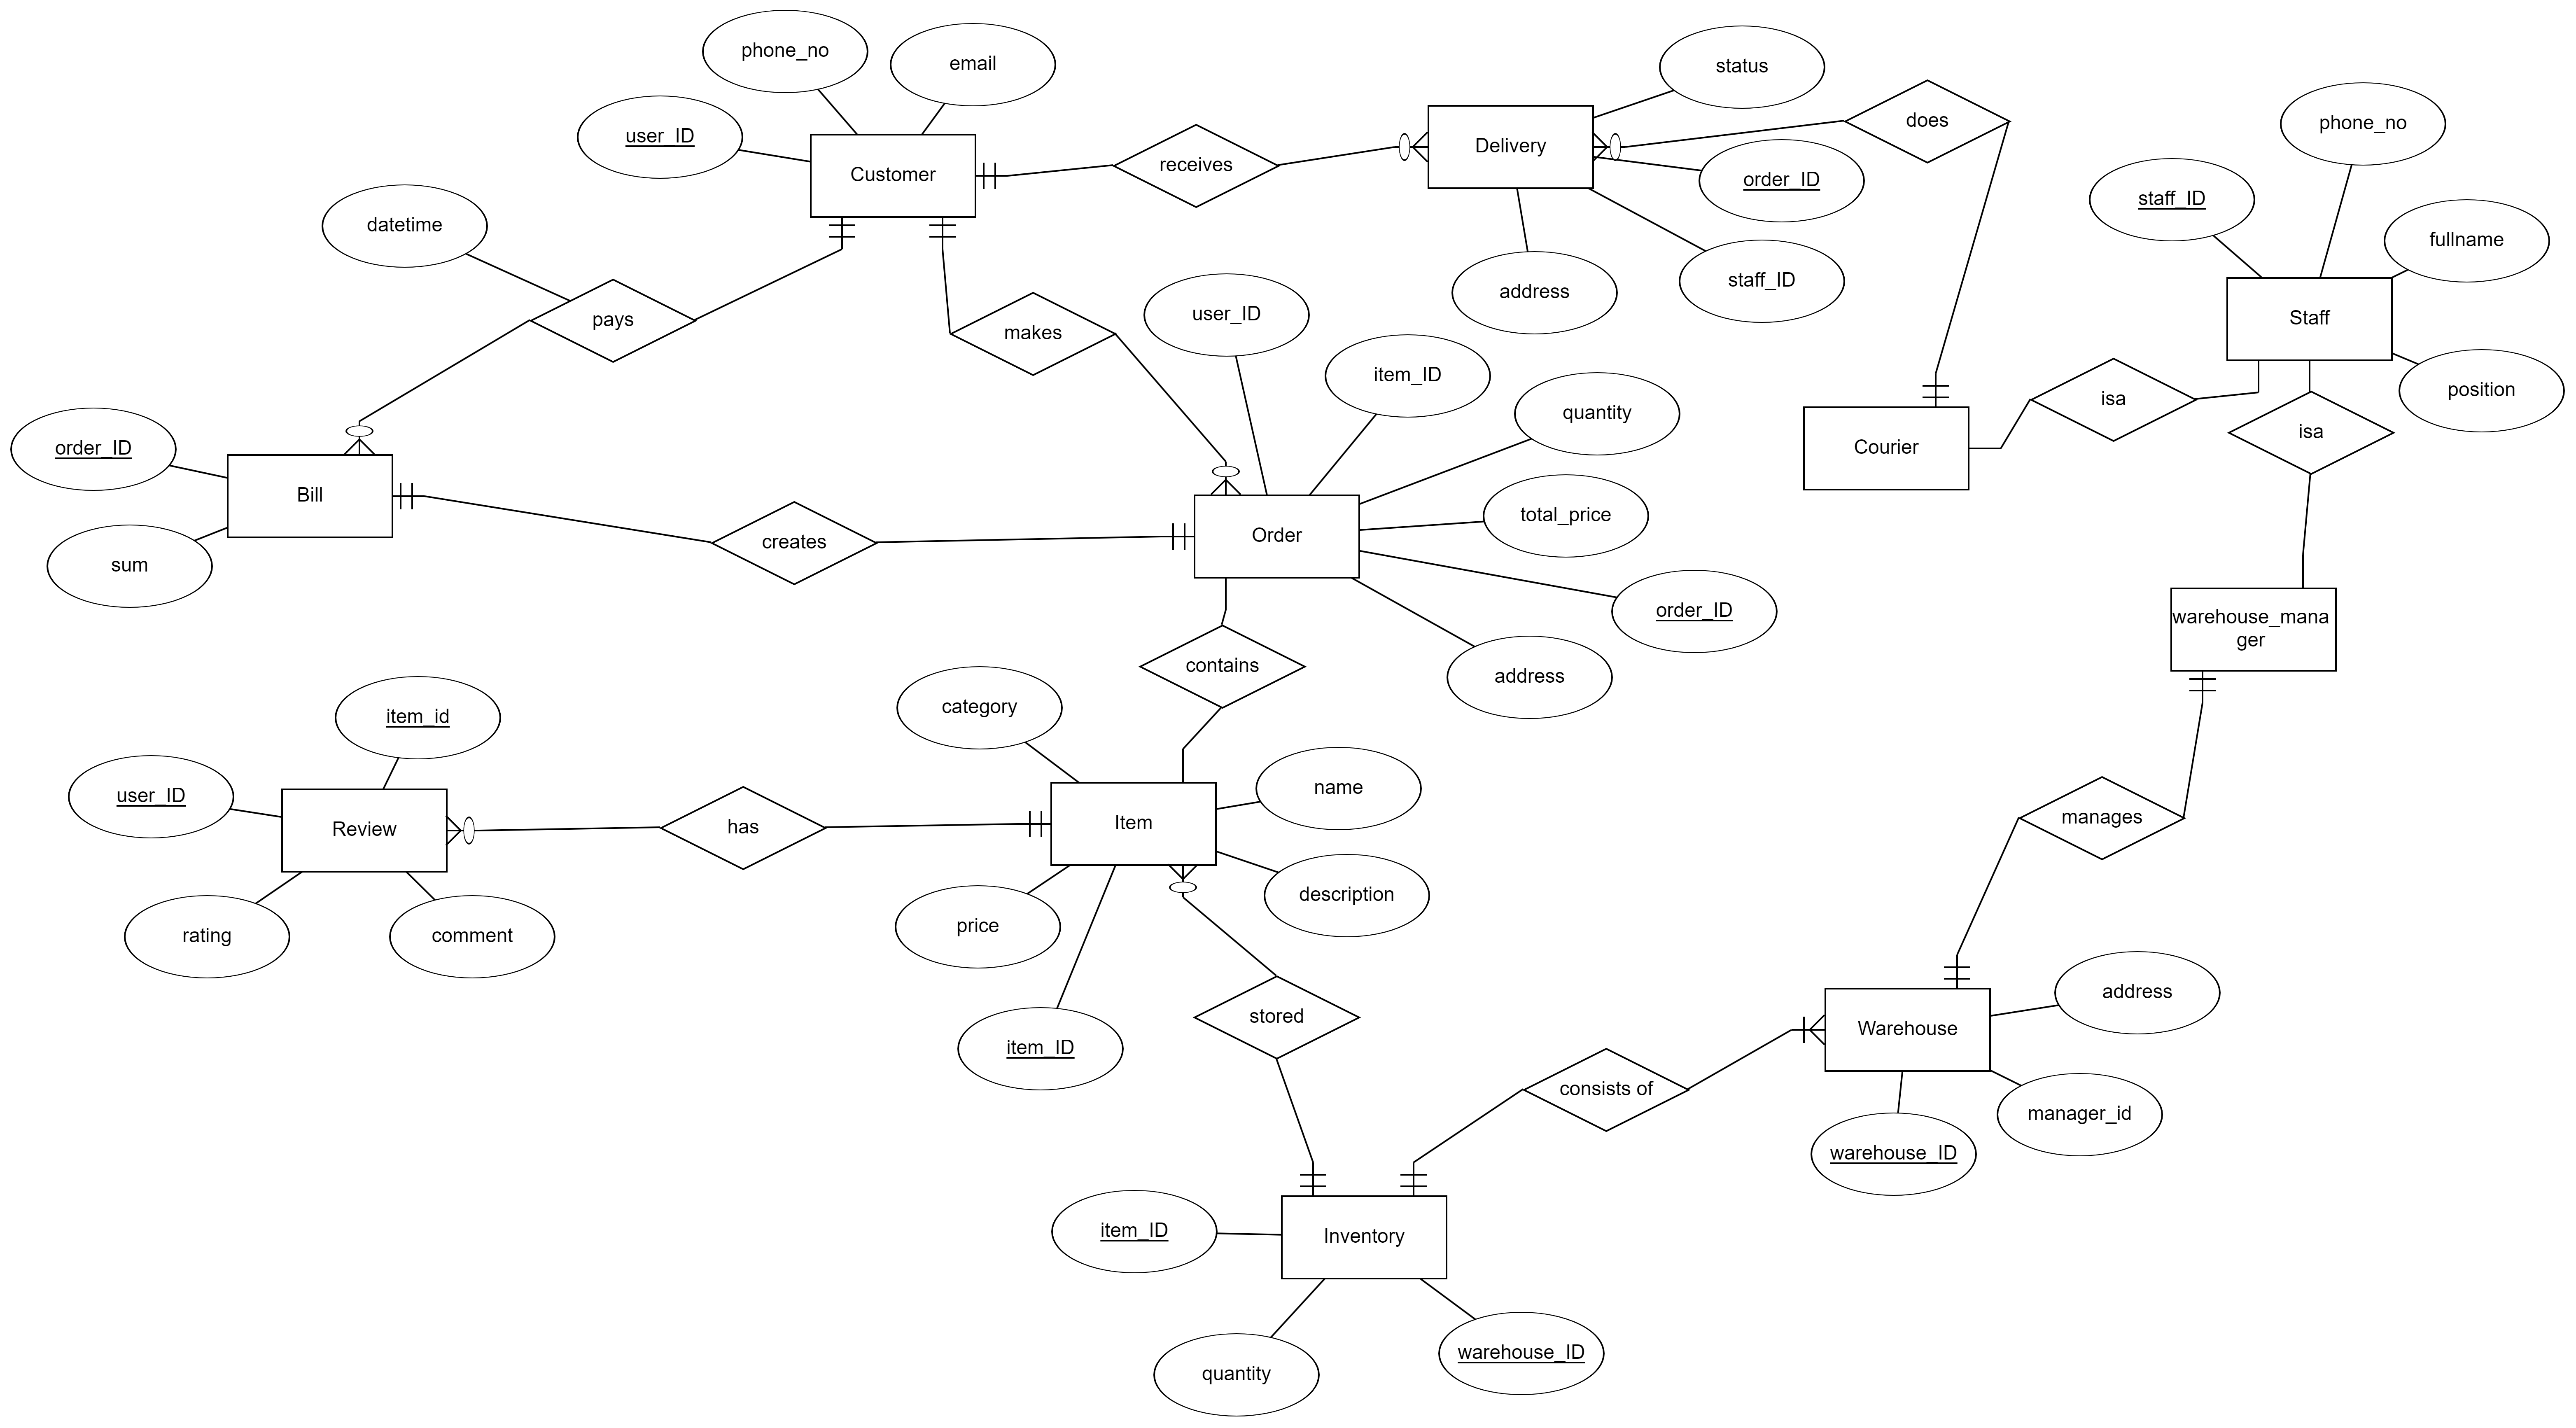 phone_no
email
status
user_ID
Customer
receives
Delivery
does
phone_no
order_ID
staff_ID
datetime
address
staff_ID
fullname
pays
makes
user_ID
Staff
item_ID
isa
position
quantity
isa
order_ID
Bill
Courier
total_price
creates
Order
sum
order_ID
warehouse_mana
ger
contains
address
category
item_id
user_ID
Review
has
Item
name
manages
rating
comment
price
description
item_ID
stored
address
Warehouse
consists of
manager_id
warehouse_ID
item_ID
Inventory
quantity
warehouse_ID